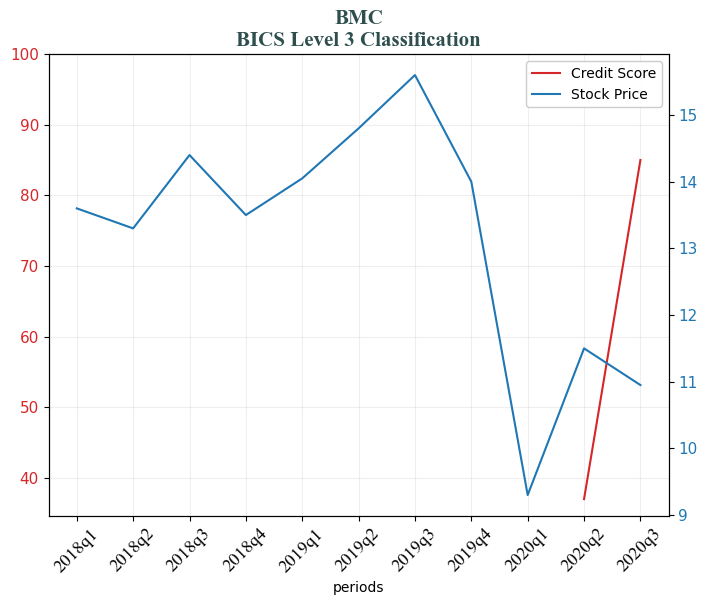 BMC
BICS Level 3 Classification
Credit Score
Stock Price
100
90
80
70
60
50
40
15
14
13
12
11
10
9
2018q1
2018q2
2018q3
2018q4
2019q1
2019q2
2019q3
2019q4
2020q1
2020q2
2020q3
periods